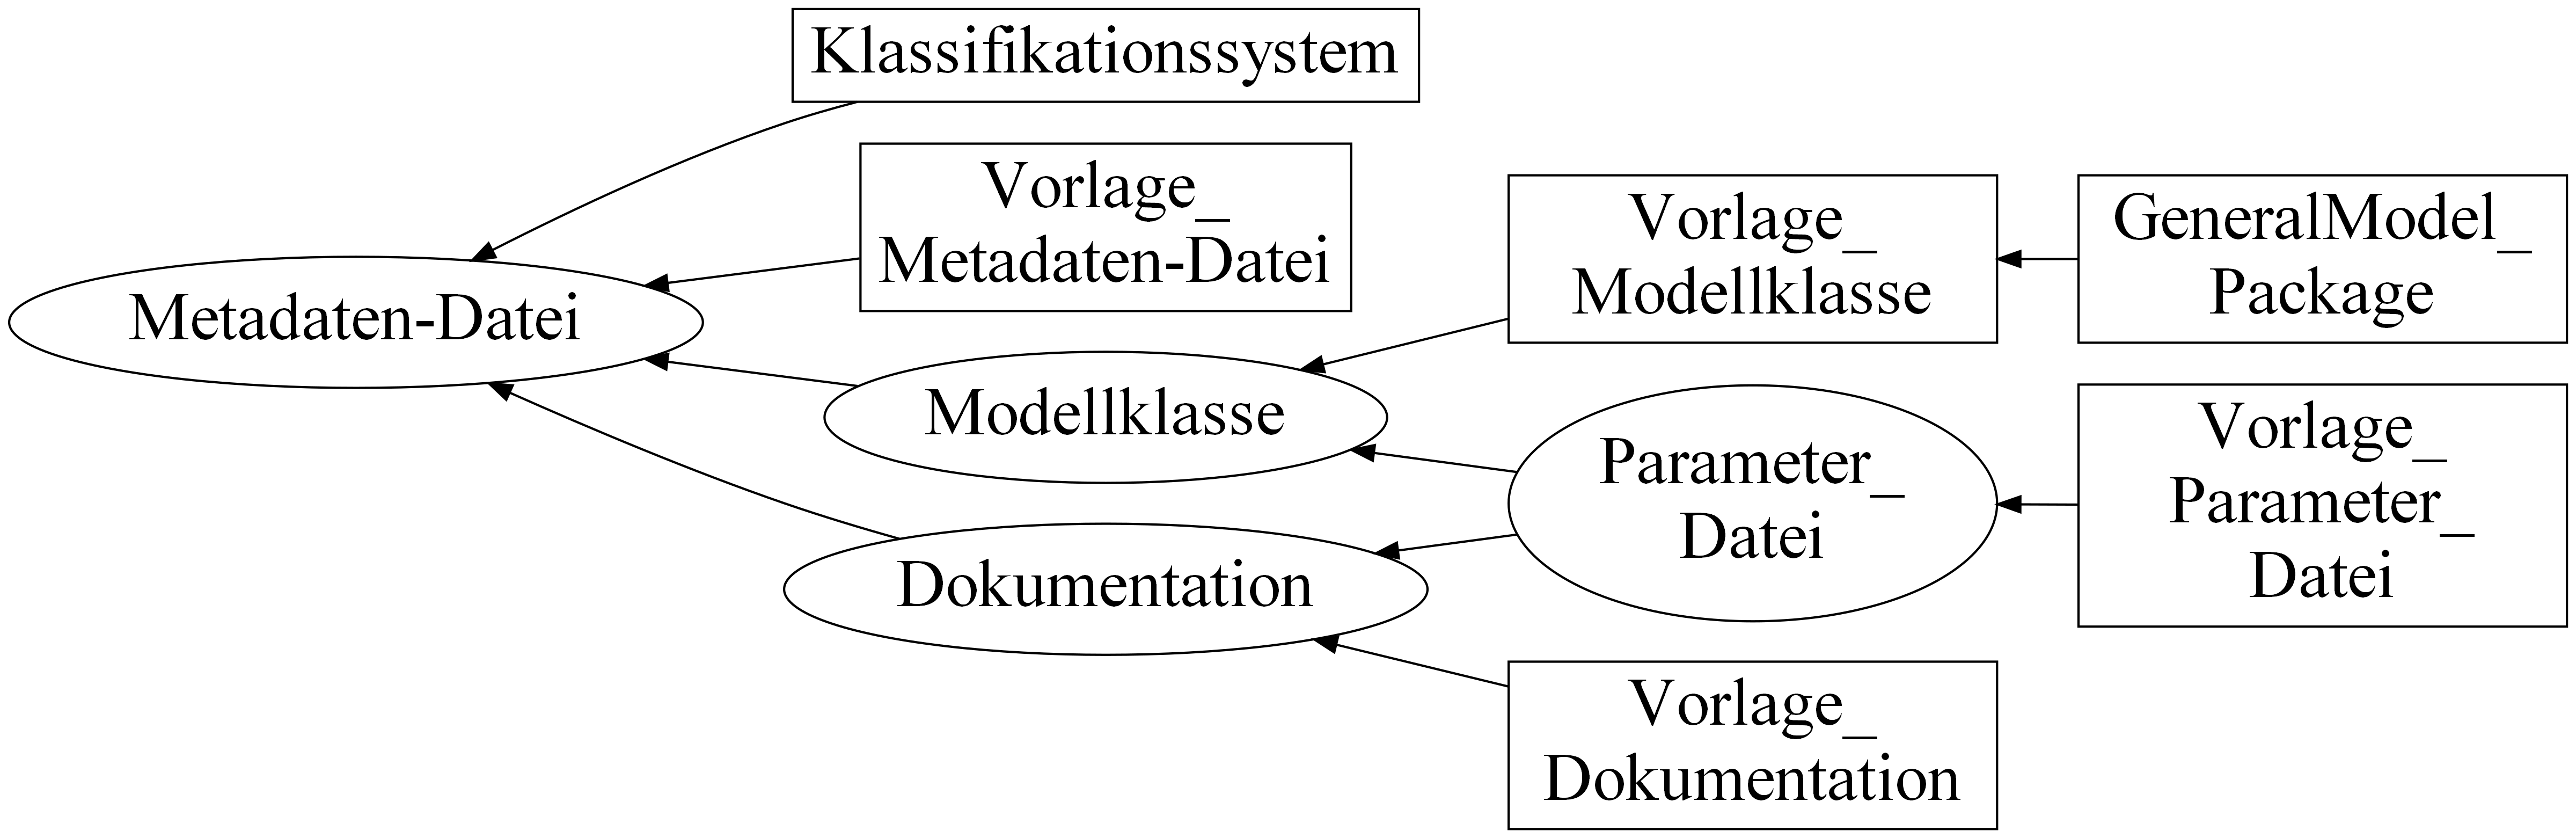 Klassifikationssystem
Vorlage_
Metadaten-Datei
Vorlage_
Modellklasse
GeneralModel_
Package
Metadaten-Datei
Modellklasse
Parameter_
Datei
Vorlage_
Parameter_
Datei
Dokumentation
Vorlage_
Dokumentation